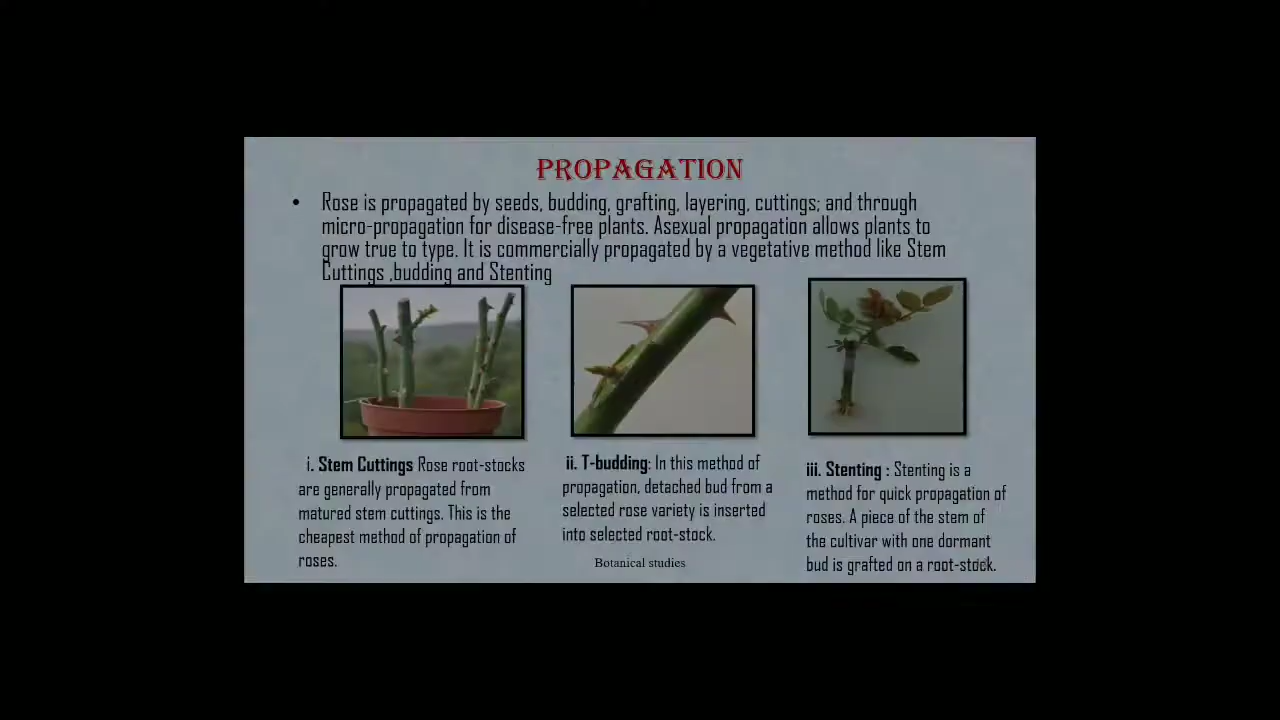 PROPAGATION
• Rose is propagated by seeds, budding, grafting, layering, cuttings; and through
micro-propagation for disease-free plants. Asexual propagation allows plants to
grow true to type. It is commercially propagated by a vegetative method like Stem
Cuttings ,budding and Stenting
i. Stem Cuttings Rose root-stocks
are generally propagated from
matured stem cuttings. This is the
cheapest method of propagation of
roses.
ii. T-budding: In this method of
propagation, detached bud from a
selected rose variety is inserted
into selected root-stock.
iii. Stenting : Stenting is a
method for quick propagation of
roses. A piece of the stem of
the cultivar with one dormant
bud is grafted on a root-stock.
Botanical studies